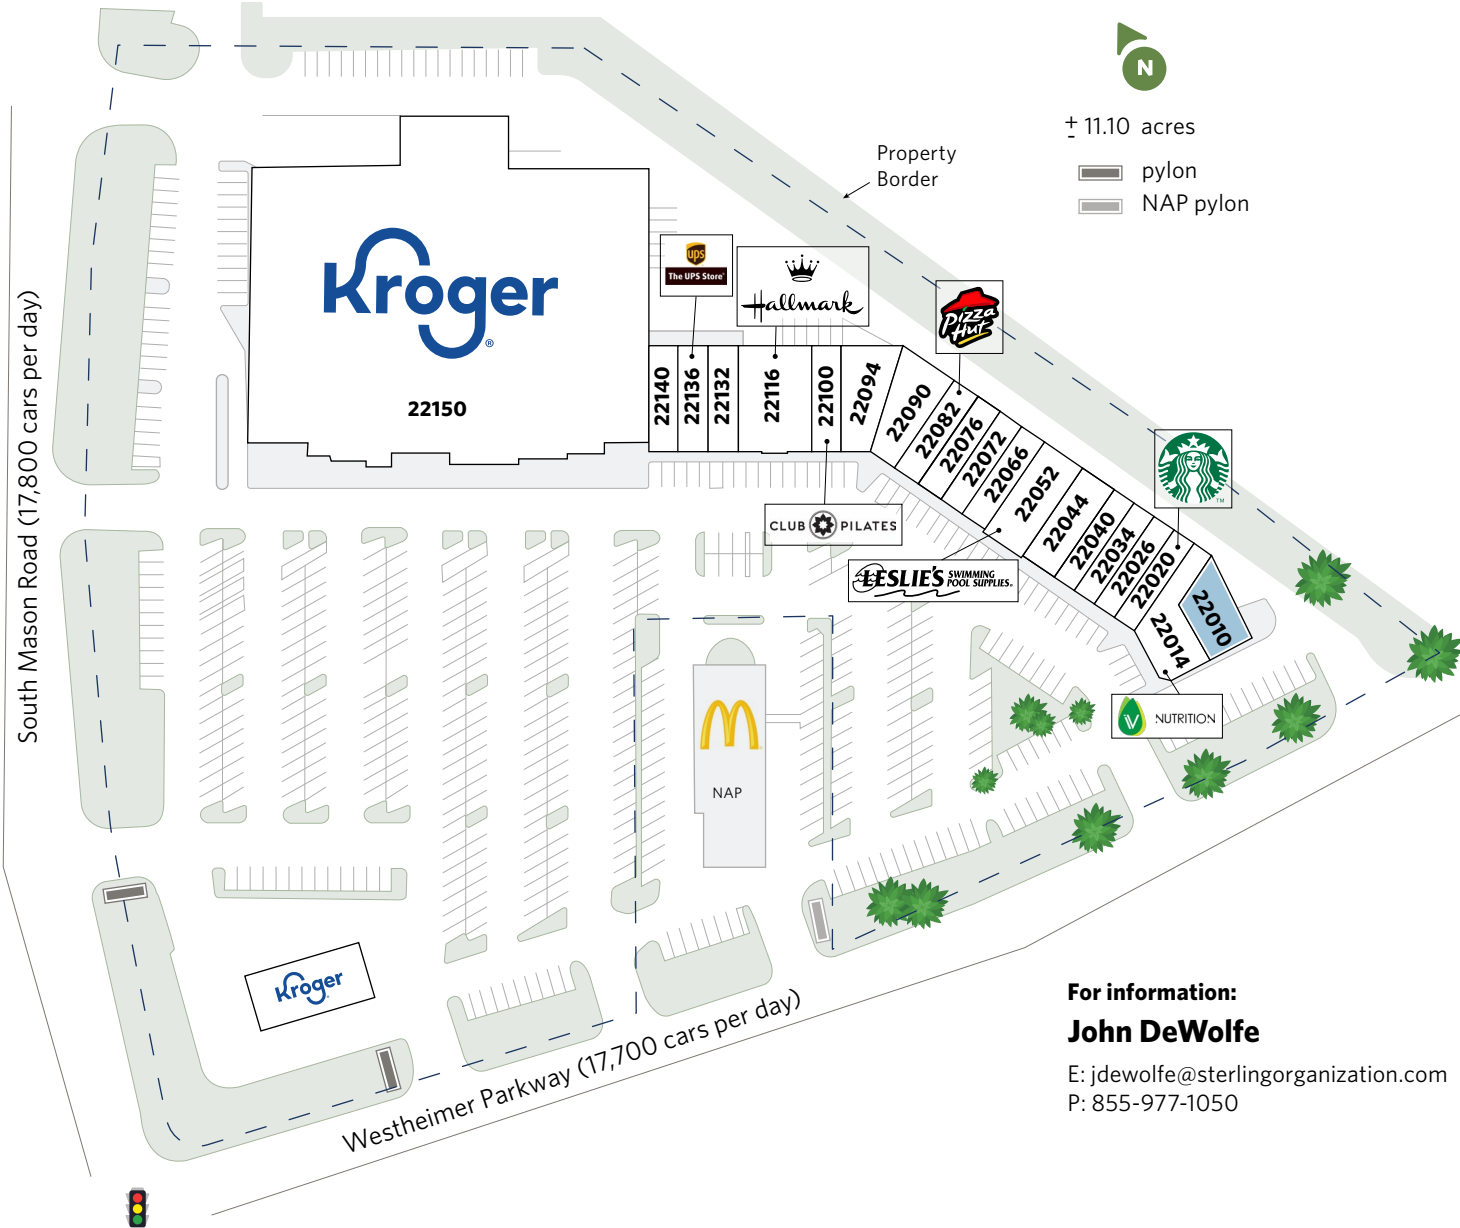 N
± 11.10 acres
pylon
NAP pylon
Property
Border
South Mason Road (17,800 cars per day)
Kroger®
22150
ups
The UPS Store®
Hallmark
Pizza
Hut
22140
22136
22132
22116
22100
22094
22090
22082
22076
22072
22066
22052
22044
22040
22034
22026
22020
22014
22010
TM
CLUB PILATES
LESLIE'S SWIMMING
POOL SUPPLIES.
IV NUTRITION
NAP
Kroger
Westheimer Parkway (17,700 cars per day)
For information:
John DeWolfe
E: jdewolfe@sterlingorganization.com
P: 855-977-1050